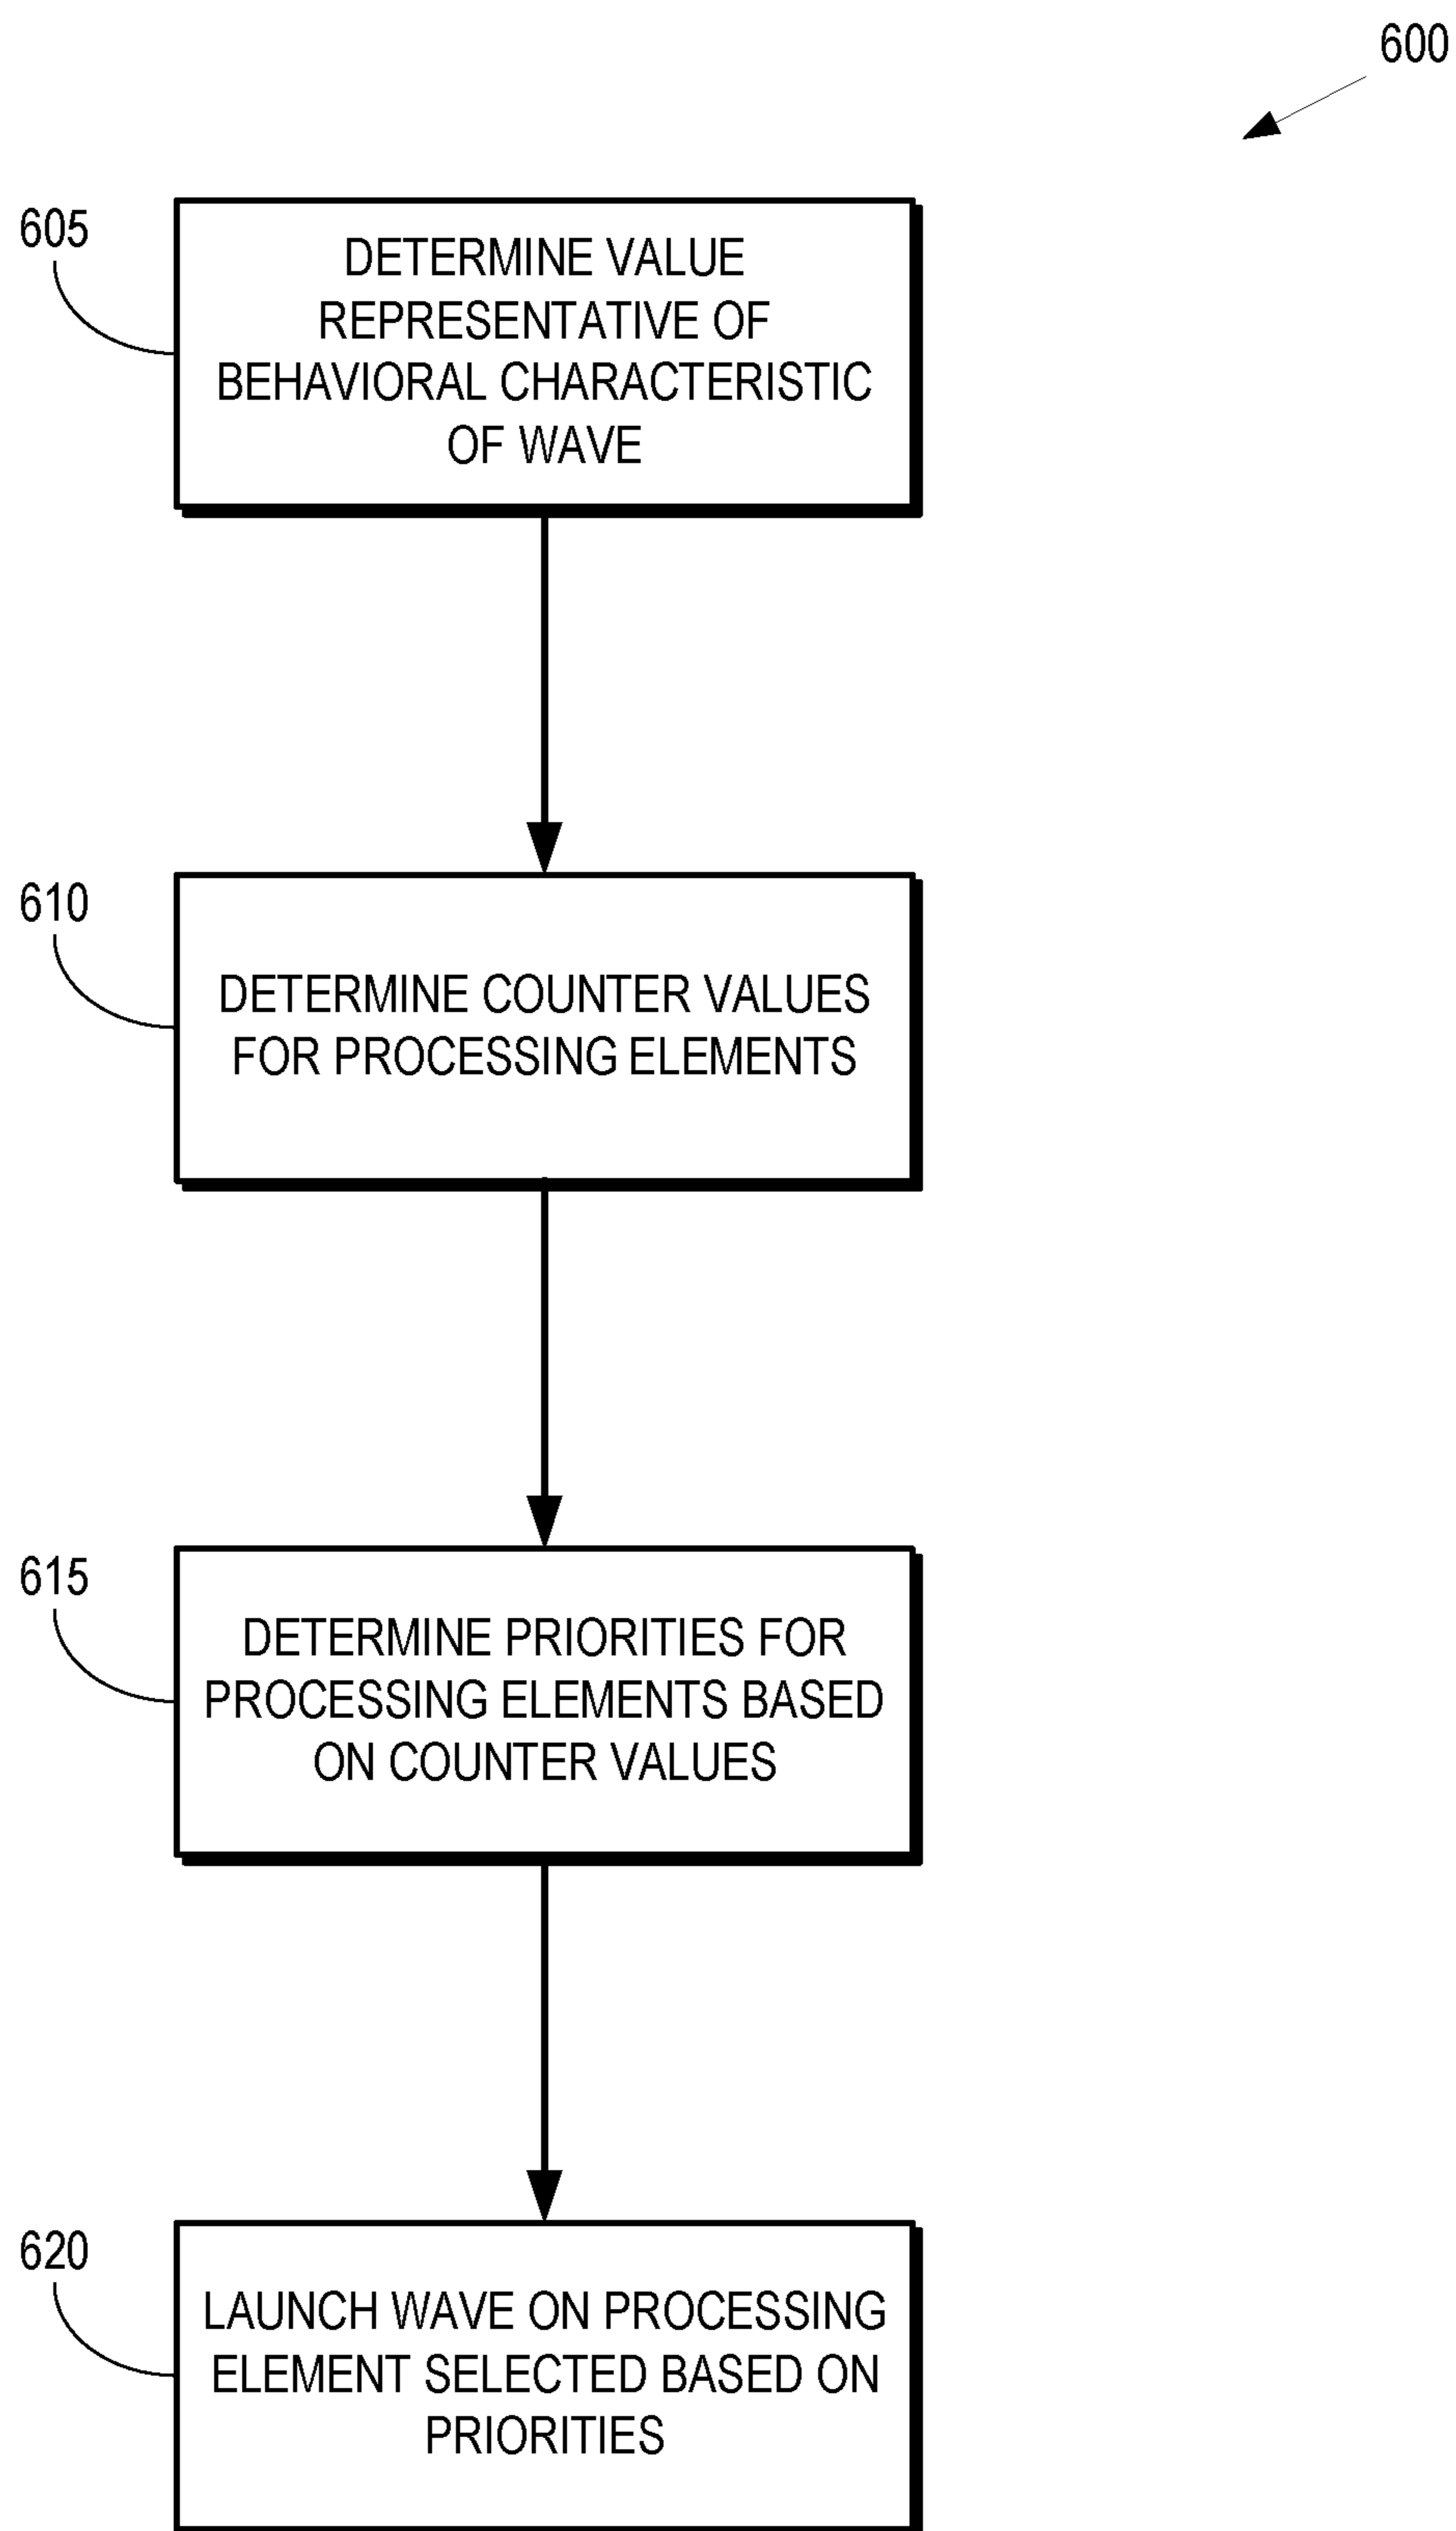 600
605
DETERMINE VALUE
REPRESENTATIVE OF
BEHAVIORAL CHARACTERISTIC
OF WAVE
610
DETERMINE COUNTER VALUES
FOR PROCESSING ELEMENTS
615
DETERMINE PRIORITIES FOR
PROCESSING ELEMENTS BASED
ON COUNTER VALUES
620
LAUNCH WAVE ON PROCESSING
ELEMENT SELECTED BASED ON
PRIORITIES